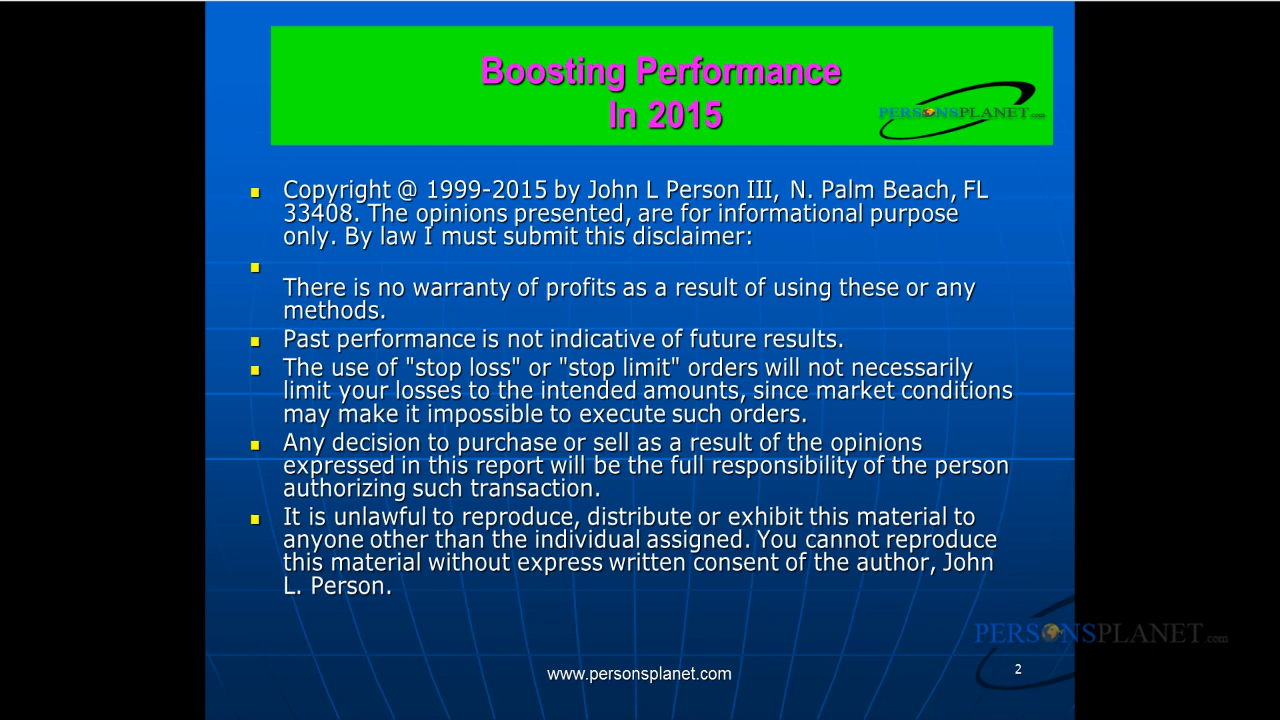 Boosting Performance
In 2015
PERSONSPLANET.com
Copyright @ 1999-2015 by John L Person III, N. Palm Beach, FL
33408. The opinions presented, are for informational purpose
only. By law I must submit this disclaimer:
There is no warranty of profits as a result of using these or any
methods.
Past performance is not indicative of future results.
The use of "stop loss" or "stop limit" orders will not necessarily
limit your losses to the intended amounts, since market conditions
may make it impossible to execute such orders.
Any decision to purchase or sell as a result of the opinions
expressed in this report will be the full responsibility of the person
authorizing such transaction.
It is unlawful to reproduce, distribute or exhibit this material to
anyone other than the individual assigned. You cannot reproduce
this material without express written consent of the author, John
L. Person.
PERSONSPLANET.com
www.personsplanet.com
2